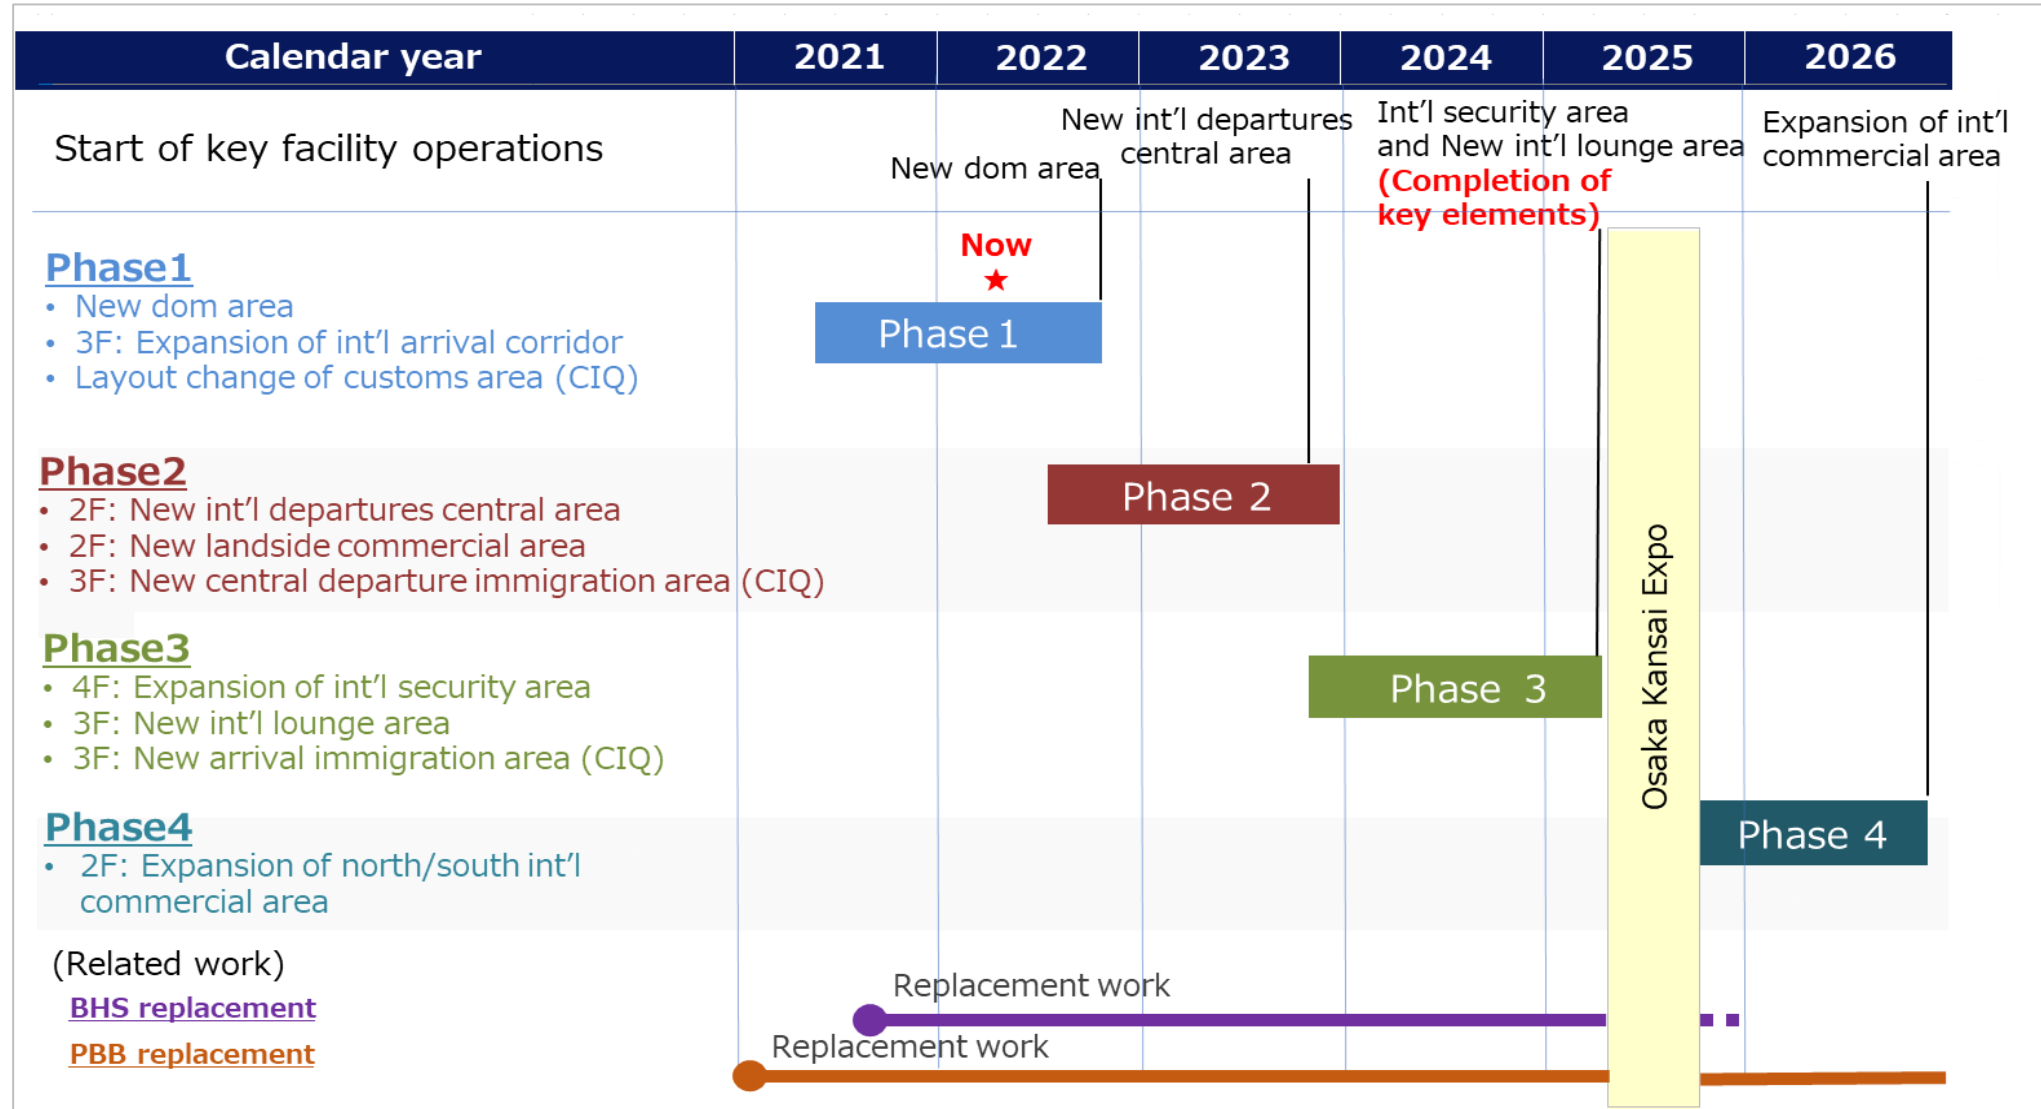 Calendar year 2021 2022 2023 2024 2025 2026
Start of key facility operations
New dom area
New int'l departures
central area
Int'l security area
and New int'l lounge area
(Completion of
key elements)
Expansion of int'l
commercial area
Now
Phase1
• New dom area
• 3F: Expansion of int'l arrival corridor
• Layout change of customs area (CIQ)
Phase 1
Phase2
• 2F: New int'l departures central area
• 2F: New landside commercial area
• 3F: New central departure immigration area (CIQ)
Phase 2
Phase3
• 4F: Expansion of int'l security area
• 3F: New int'l lounge area
• 3F: New arrival immigration area (CIQ)
Phase 3
Osaka Kansai Expo
Phase4
• 2F: Expansion of north/south int'l
commercial area
Phase 4
(Related work)
BHS replacement
Replacement work
PBB replacement
Replacement work